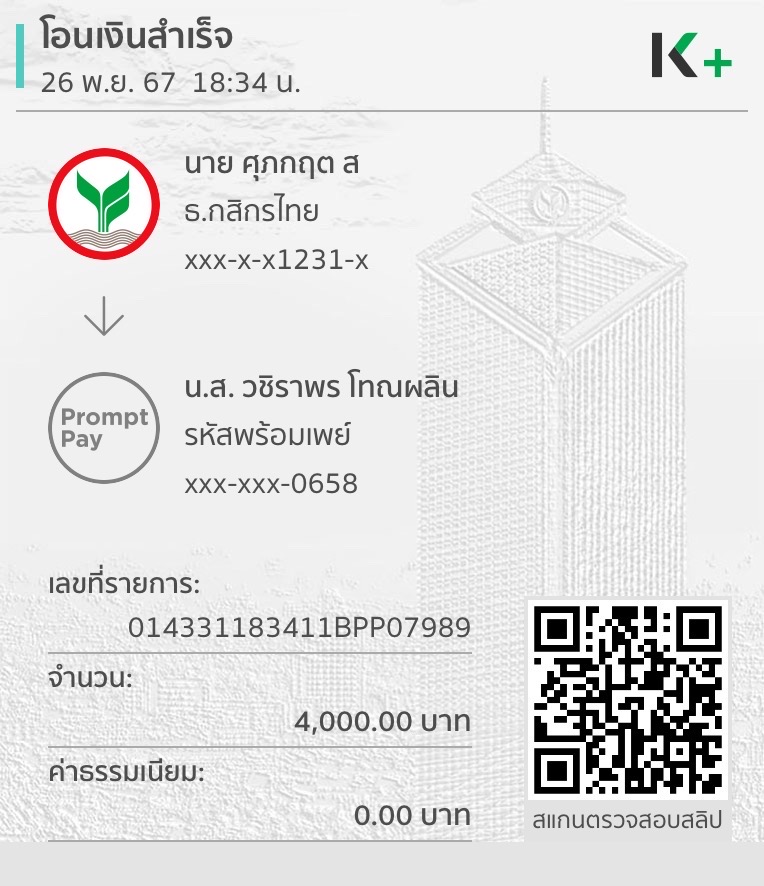 โอนเงินสำเร็จ
26 พ.ย. 67 18:34 น.
K+
นาย ศุภกฤต ส
ธ.กสิกรไทย
xxx-x-x1231-x
Prompt
Pay
น.ส. วชิราพร โทณผลิน
รหัสพร้อมเพย์
xxx-xxx-0658
เลขที่รายการ:
014331183411BPP07989
จำนวน:
4,000.00 บาท
ค่าธรรมเนียม:
0.00 บาท
สแกนตรวจสอบสลิป